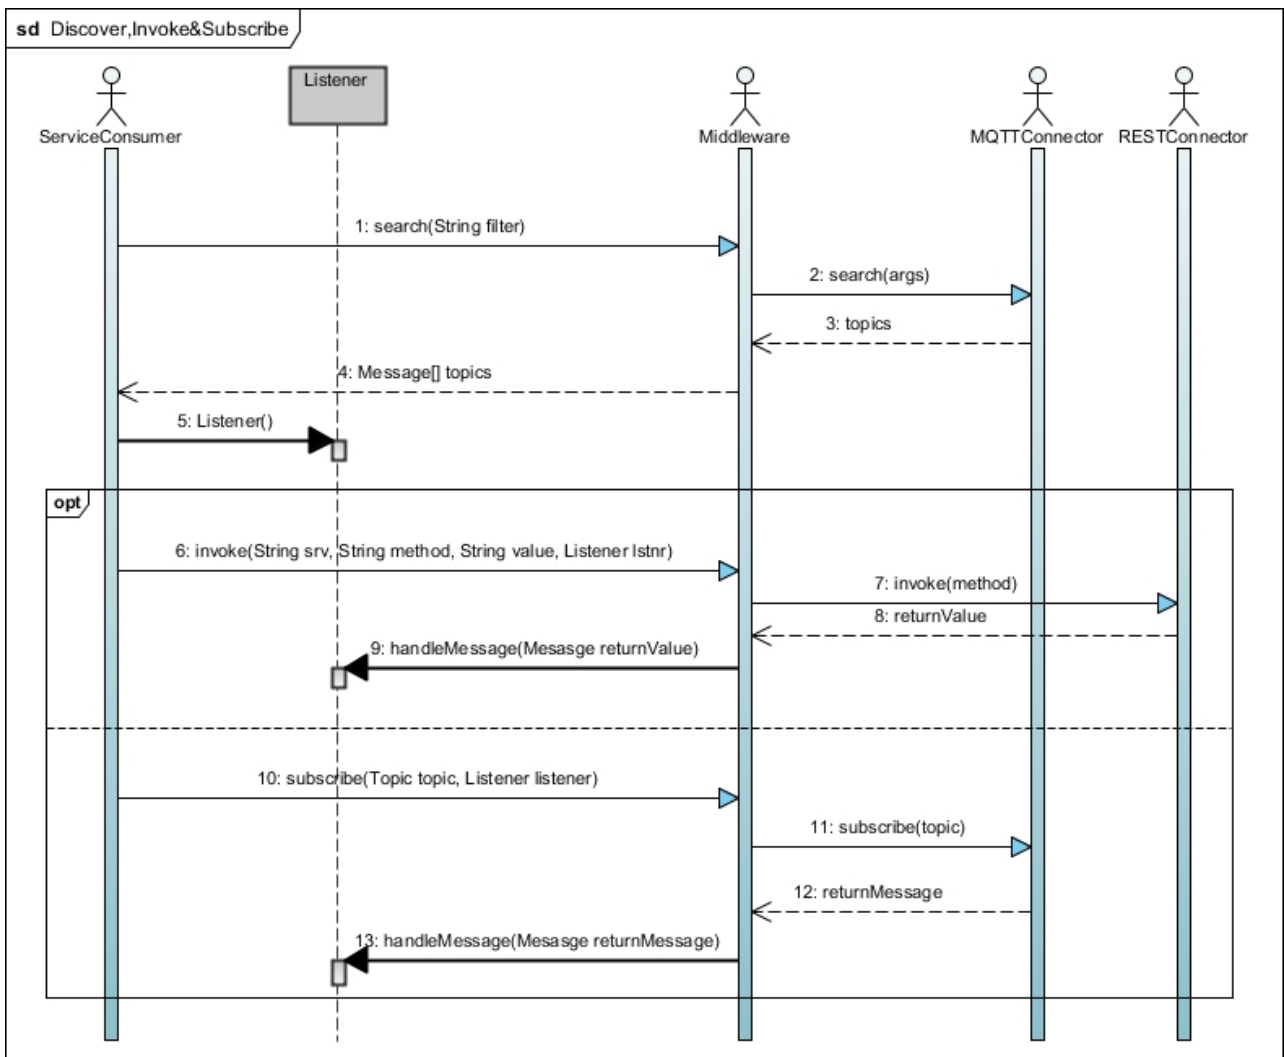 sd Discover,Invoke&Subscribe
Listener
ServiceConsumer
Middleware
MQTTConnector
RESTConnector
1: search(String filter)
2: search(args)
3: topics
4: Message[] topics
5: Listener()
opt
6: invoke(String srv, String method, String value, Listener lstnr)
7: invoke(method)
8: returnValue
9: handleMessage(Mesasge returnValue)
10: subscribe(Topic topic, Listener listener)
11: subscribe(topic)
12: returnMessage
13: handleMessage(Mesasge returnMessage)